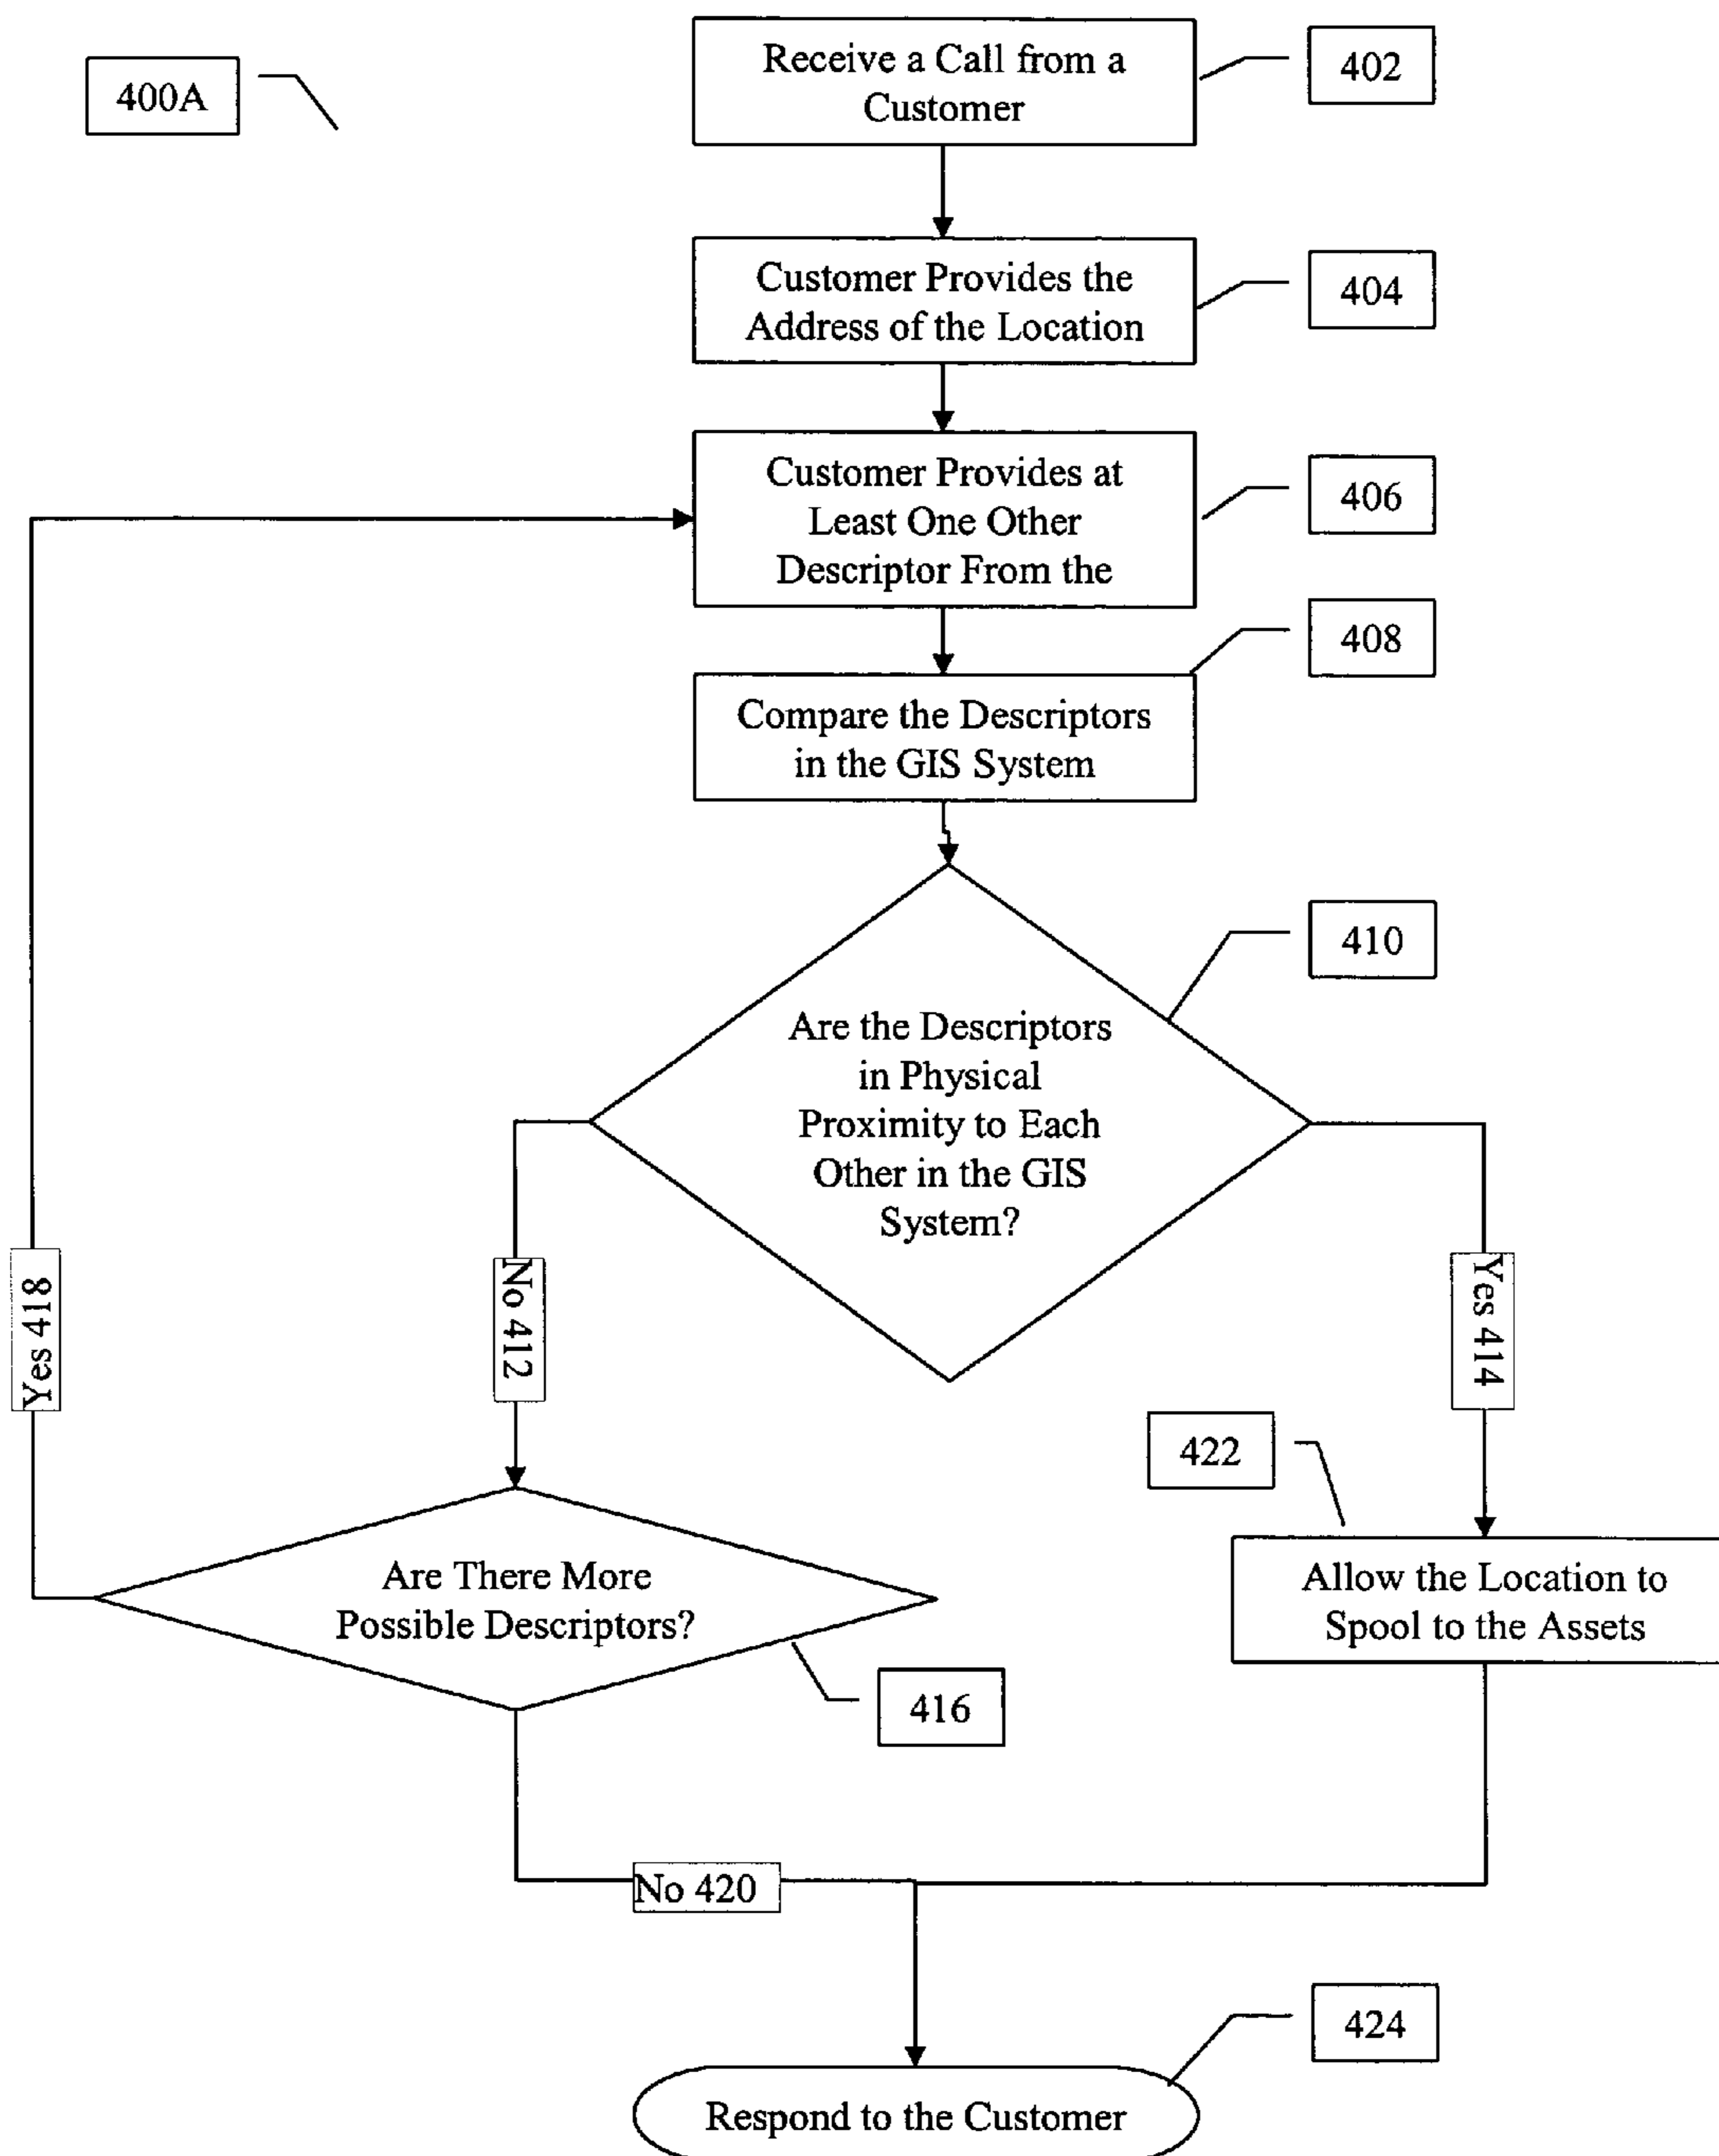 400A
Receive a Call from a
Customer
402
Customer Provides the
Address of the Location
404
Customer Provides at
Least One Other
Descriptor From the
406
408
Compare the Descriptors
in the GIS System
410
Are the Descriptors
in Physical
Proximity to Each
Other in the GIS
System?
Yes 418
No 412
Yes 414
422
Are There More
Possible Descriptors?
Allow the Location to
Spool to the Assets
416
No 420
424
Respond to the Customer